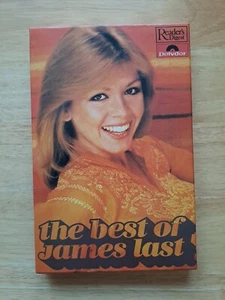 Reader's
Digest
Polydor
the best of
james last